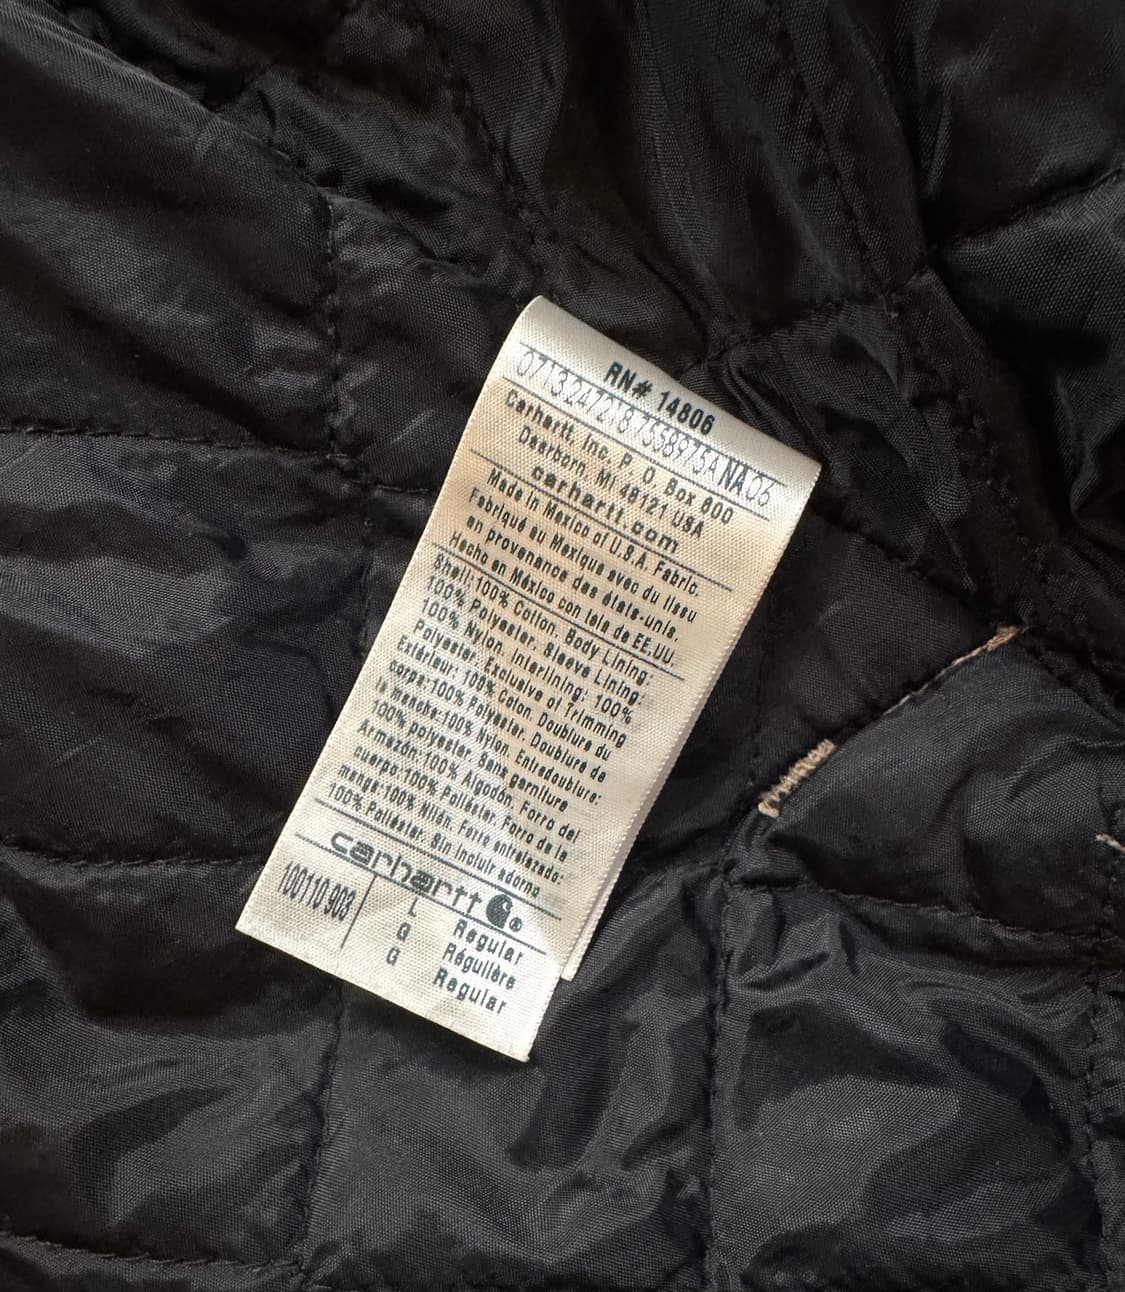 RN# 14806
0713247218 7558975A NA 06
Carhartt, Inc, P. O. Box 600
Dearborn, MI 48121 USA
carhartt.com
Made in Mexico of U.S.A. Fabric.
Fabriqué au Mexique avec du tissu
en provenance des états-unis.
Hecho en México con tela de EE.UU.
Shell:100% Cotton. Body Lining:
100% Polyester. Sleeve Lining:
100% Nylon. Interlining: 100%
Polyester. Exclusive of Trimming
Extérieur: 100% Coton. Doublure du
corps:100% Polyester. Doublure de
la manche:100% Nylon. Entredoublure:
100% polyester. Sans garniture
Armazón:100% Algodón. Forro del
cuerpo:100% Poliéster. Forro de la
manga:100% Nilón. Forro entrelazado:
100% Poliéster. Sin incluir adorno
carhartt
100110 903
L Regular
G Régulière
G Regular